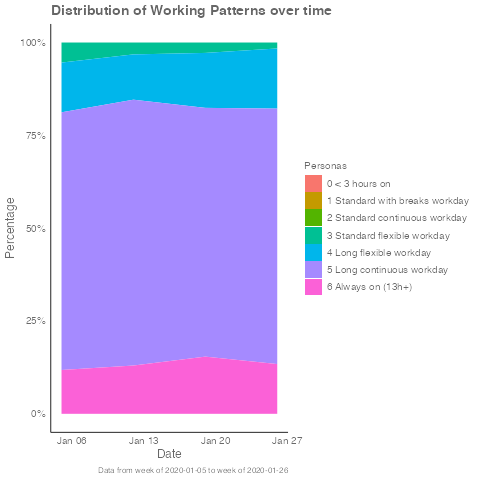 Distribution of Working Patterns over time
100%
75%
50%
25%
0%
Percentage
Jan 06
Jan 13
Jan 20
Jan 27
Date
Personas
0 < 3 hours on
1 Standard with breaks workday
2 Standard continuous workday
3 Standard flexible workday
4 Long flexible workday
5 Long continuous workday
6 Always on (13h+)
Data from week of 2020-01-05 to week of 2020-01-26